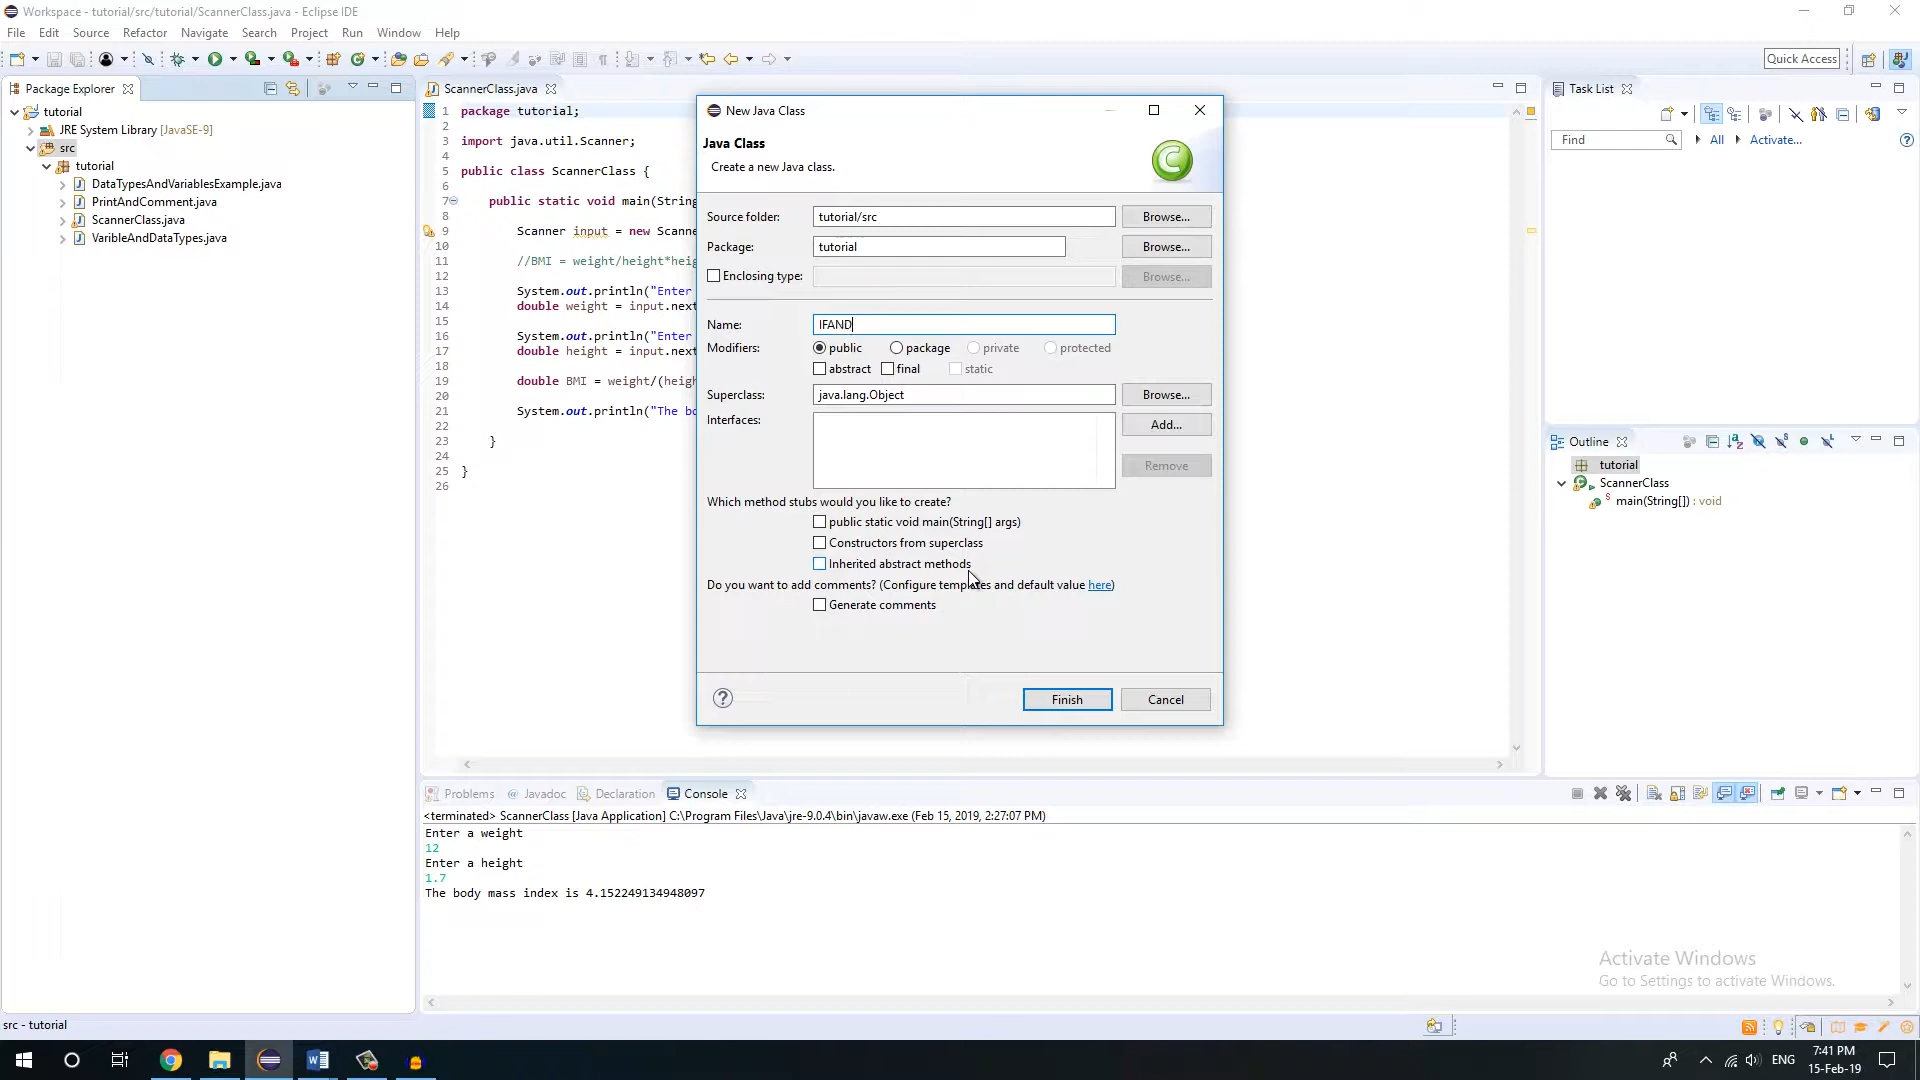 Workspace - tutorial/src/tutorial/ScannerClass.java - Eclipse IDE
File Edit Source Refactor Navigate Search Project Run Window Help
Quick Access
Package Explorer
tutorial
JRE System Library [JavaSE-9]
src
tutorial
DataTypesAndVariablesExample.java
PrintAndComment.java
ScannerClass.java
VaribleAndDataTypes.java
ScannerClass.java
1 package tutorial;
2
3 import java.util.Scanner;
4
5 public class ScannerClass {
6
7 public static void main(String
8
9 Scanner input = new Scanne
10
11 //BMI = weight/height*heig
12
13 System.out.println("Enter
14 double weight = input.next
15
16 System.out.println("Enter
17 double height = input.next
18
19 double BMI = weight/(heigh
20
21 System.out.println("The bo
22
23 }
24
25 }
26
New Java Class
Java Class
Create a new Java class.
Source folder: tutorial/src Browse...
Package: tutorial Browse...
Enclosing type: Browse...
Name: IFAND
Modifiers: public package private protected
abstract final static
Superclass: java.lang.Object Browse...
Interfaces: Add...
Remove
Which method stubs would you like to create?
public static void main(String[] args)
Constructors from superclass
Inherited abstract methods
Do you want to add comments? (Configure templates and default value here)
Generate comments
Finish Cancel
Task List
Find All Activate...
Outline
tutorial
ScannerClass
main(String[]) : void
Problems Javadoc Declaration Console
<terminated> ScannerClass [Java Application] C:\Program Files\Java\jre-9.0.4\bin\javaw.exe (Feb 15, 2019, 2:27:07 PM)
Enter a weight
12
Enter a height
1.7
The body mass index is 4.152249134948097
Activate Windows
Go to Settings to activate Windows.
src - tutorial
ENG
7:41 PM
15-Feb-19